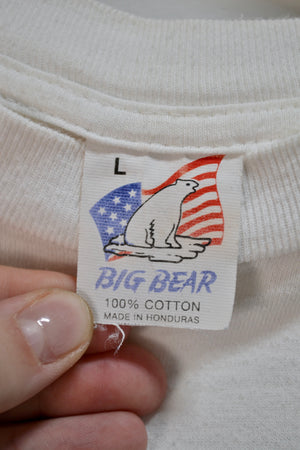 L
BIG BEAR
100% COTTON
MADE IN HONDURAS